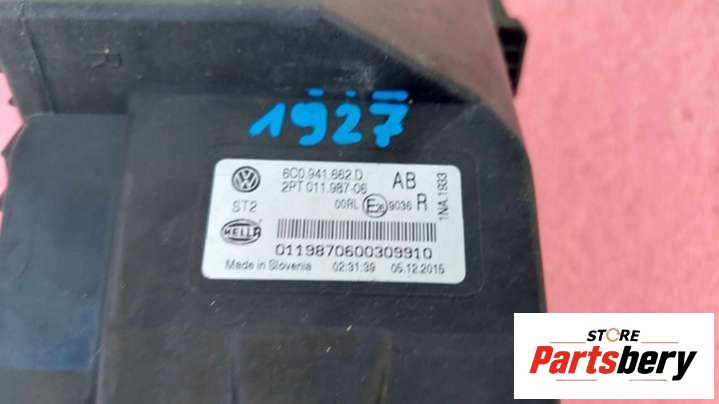 R
1927
6C0.941.662.D
2PT 011.987-06
AB
ST2
00RL E26 9036 R
1NA.1933
HELLA
0119870600309910
Made in Slovenia 02:31:39 05.12.2015
STORE
Partsbery